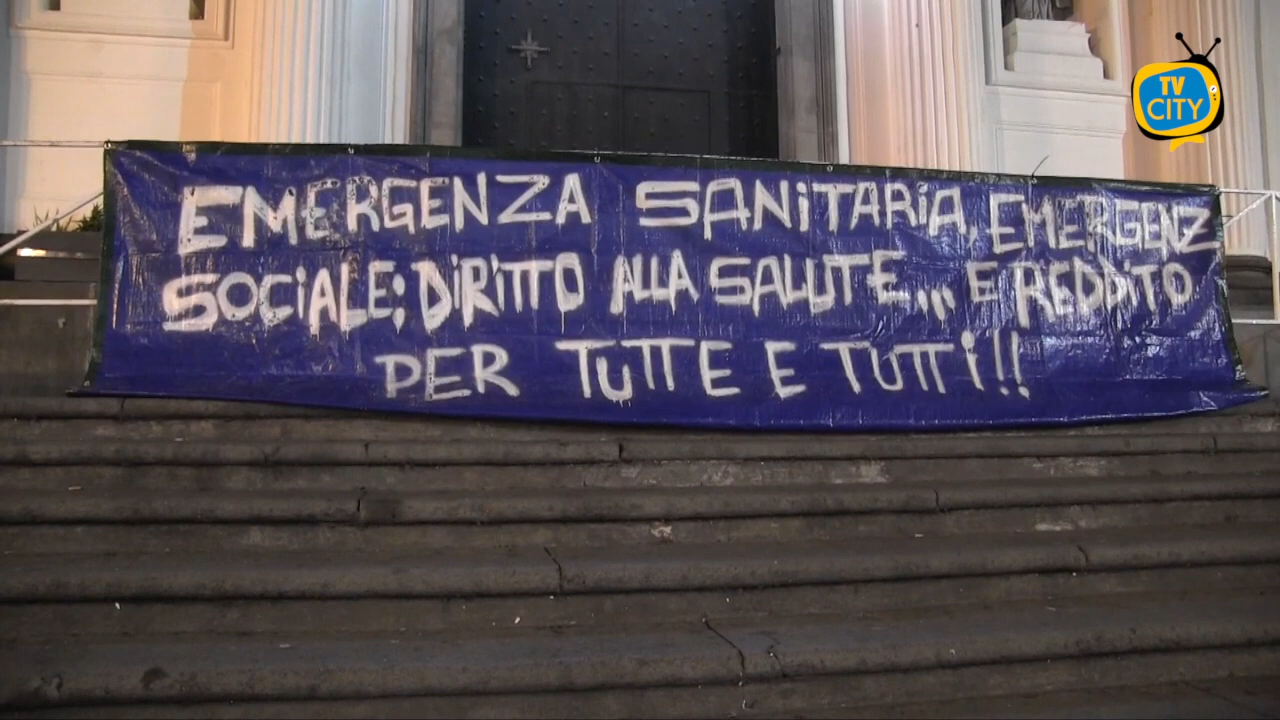 TV
CITY
EMERGENZA SANiTARiA, EMERGENZ
SOCiALE: DiRiTTO ALLA SALUTE... E REDDiTO
PER TUTTE E TUTTi!!